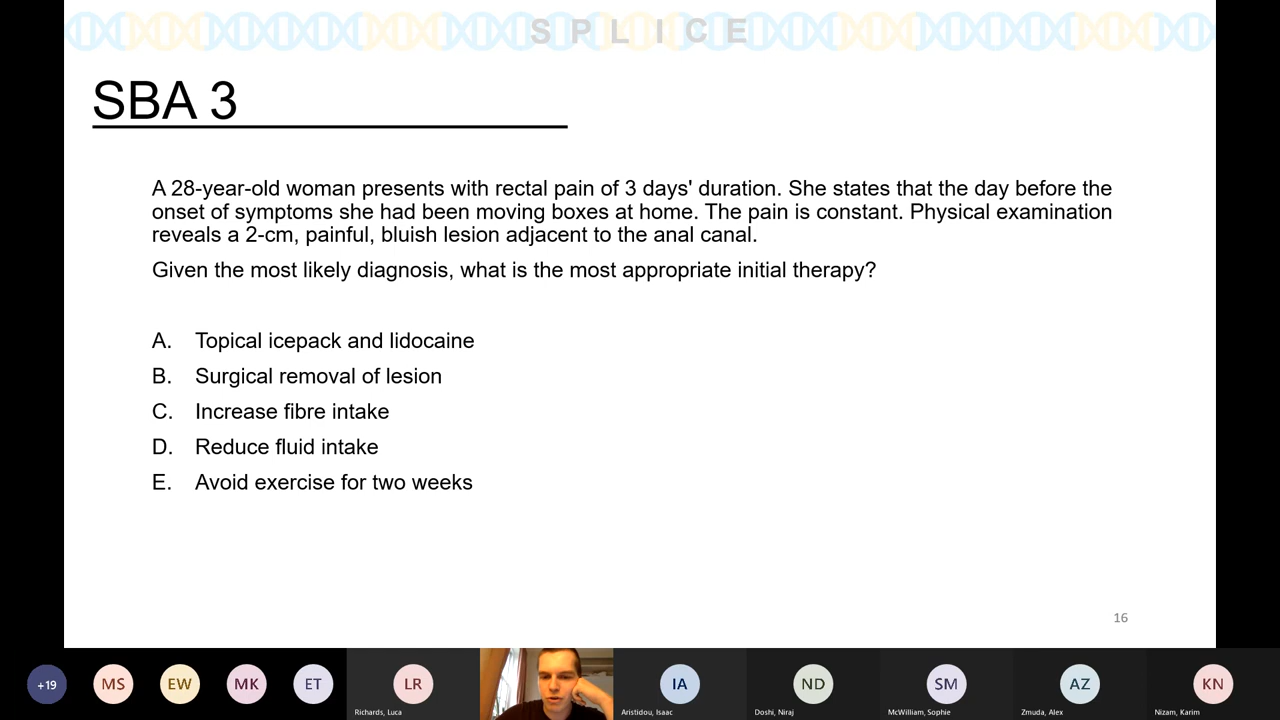 SPLICE
SBA 3
A 28-year-old woman presents with rectal pain of 3 days' duration. She states that the day before the
onset of symptoms she had been moving boxes at home. The pain is constant. Physical examination
reveals a 2-cm, painful, bluish lesion adjacent to the anal canal.
Given the most likely diagnosis, what is the most appropriate initial therapy?
A. Topical icepack and lidocaine
B. Surgical removal of lesion
C. Increase fibre intake
D. Reduce fluid intake
E. Avoid exercise for two weeks
16
+19 MS EW MK ET LR IA ND SM AZ KN
Richards, Luca Aristidou, Isaac Doshi, Niraj McWilliam, Sophie Zmuda, Alex Nizam, Karim